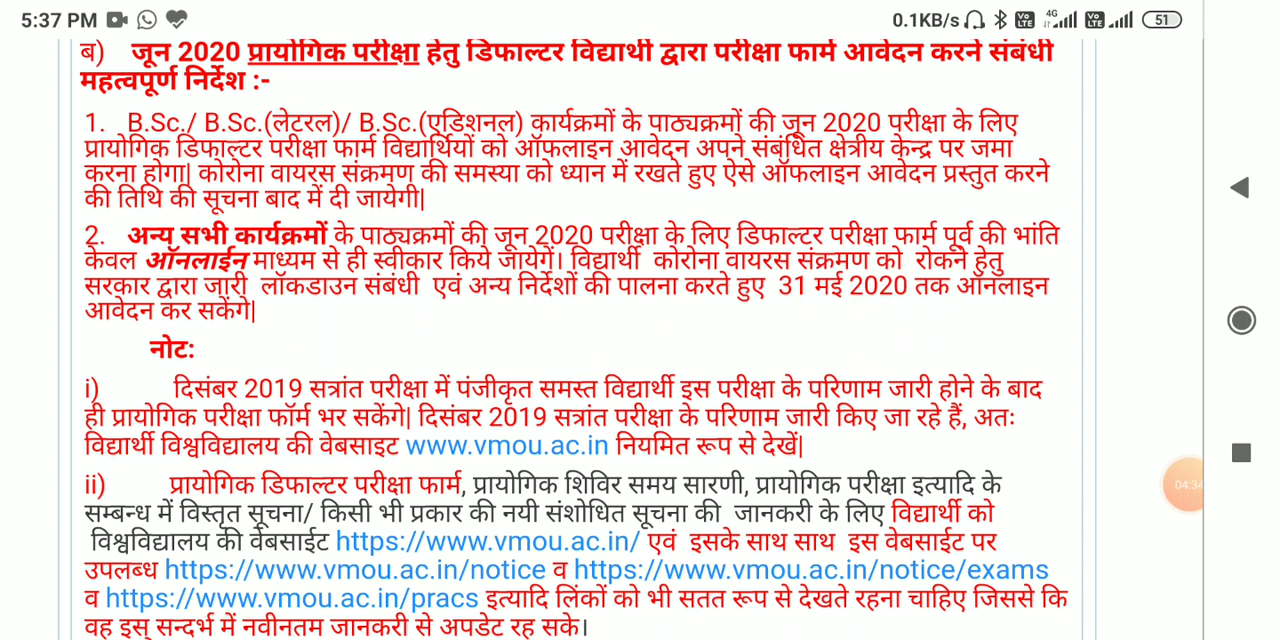 5:37 PM 0.1KB/s Vo LTE 4G Vo LTE 51
ब) जून 2020 प्रायोगिक परीक्षा हेतु डिफाल्टर विद्यार्थी द्वारा परीक्षा फार्म आवेदन करने संबंधी
महत्वपूर्ण निर्देश :-
1. B.Sc./ B.Sc.(लेटरल)/ B.Sc.(एडिशनल) कार्यक्रमों के पाठ्यक्रमों की जून 2020 परीक्षा के लिए
प्रायोगिक डिफाल्टर परीक्षा फार्म विद्यार्थियों को ऑफलाइन आवेदन अपने संबंधित क्षेत्रीय केन्द्र पर जमा
करना होगा| कोरोना वायरस संक्रमण की समस्या को ध्यान में रखते हुए ऐसे ऑफलाइन आवेदन प्रस्तुत करने
की तिथि की सूचना बाद में दी जायेगी|
2. अन्य सभी कार्यक्रमों के पाठ्यक्रमों की जून 2020 परीक्षा के लिए डिफाल्टर परीक्षा फार्म पूर्व की भांति
केवल ऑनलाईन माध्यम से ही स्वीकार किये जायेगें। विद्यार्थी कोरोना वायरस संक्रमण को रोकने हेतु
सरकार द्वारा जारी लॉकडाउन संबंधी एवं अन्य निर्देशों की पालना करते हुए 31 मई 2020 तक ऑनलाइन
आवेदन कर सकेंगे|
नोट:
i) दिसंबर 2019 सत्रांत परीक्षा में पंजीकृत समस्त विद्यार्थी इस परीक्षा के परिणाम जारी होने के बाद
ही प्रायोगिक परीक्षा फॉर्म भर सकेंगे| दिसंबर 2019 सत्रांत परीक्षा के परिणाम जारी किए जा रहे हैं, अतः
विद्यार्थी विश्वविद्यालय की वेबसाइट www.vmou.ac.in नियमित रूप से देखें|
ii) प्रायोगिक डिफाल्टर परीक्षा फार्म, प्रायोगिक शिविर समय सारणी, प्रायोगिक परीक्षा इत्यादि के
सम्बन्ध में विस्तृत सूचना/ किसी भी प्रकार की नयी संशोधित सूचना की जानकरी के लिए विद्यार्थी को
विश्वविद्यालय की वेबसाईट https://www.vmou.ac.in/ एवं इसके साथ साथ इस वेबसाईट पर
उपलब्ध https://www.vmou.ac.in/notice व https://www.vmou.ac.in/notice/exams
व https://www.vmou.ac.in/pracs इत्यादि लिंकों को भी सतत रूप से देखते रहना चाहिए जिससे कि
वह इस् सन्दर्भ में नवीनतम जानकरी से अपडेट रह सके।
04:34